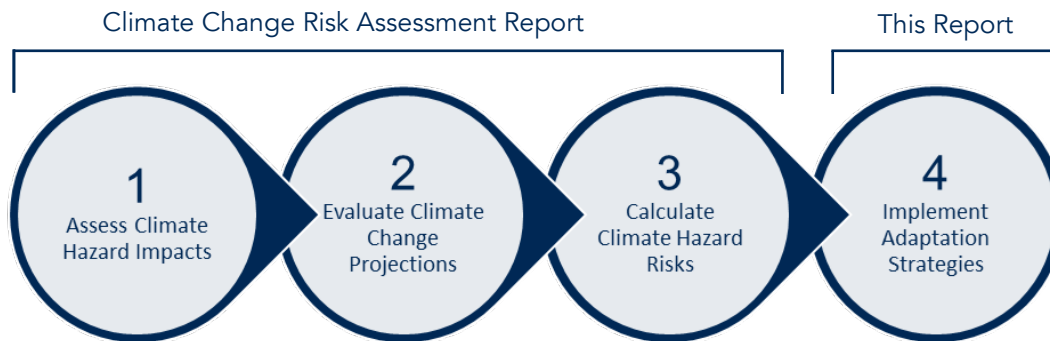 Climate Change Risk Assessment Report
This Report
1
Assess Climate
Hazard Impacts
2
Evaluate Climate
Change
Projections
3
Calculate
Climate Hazard
Risks
4
Implement
Adaptation
Strategies